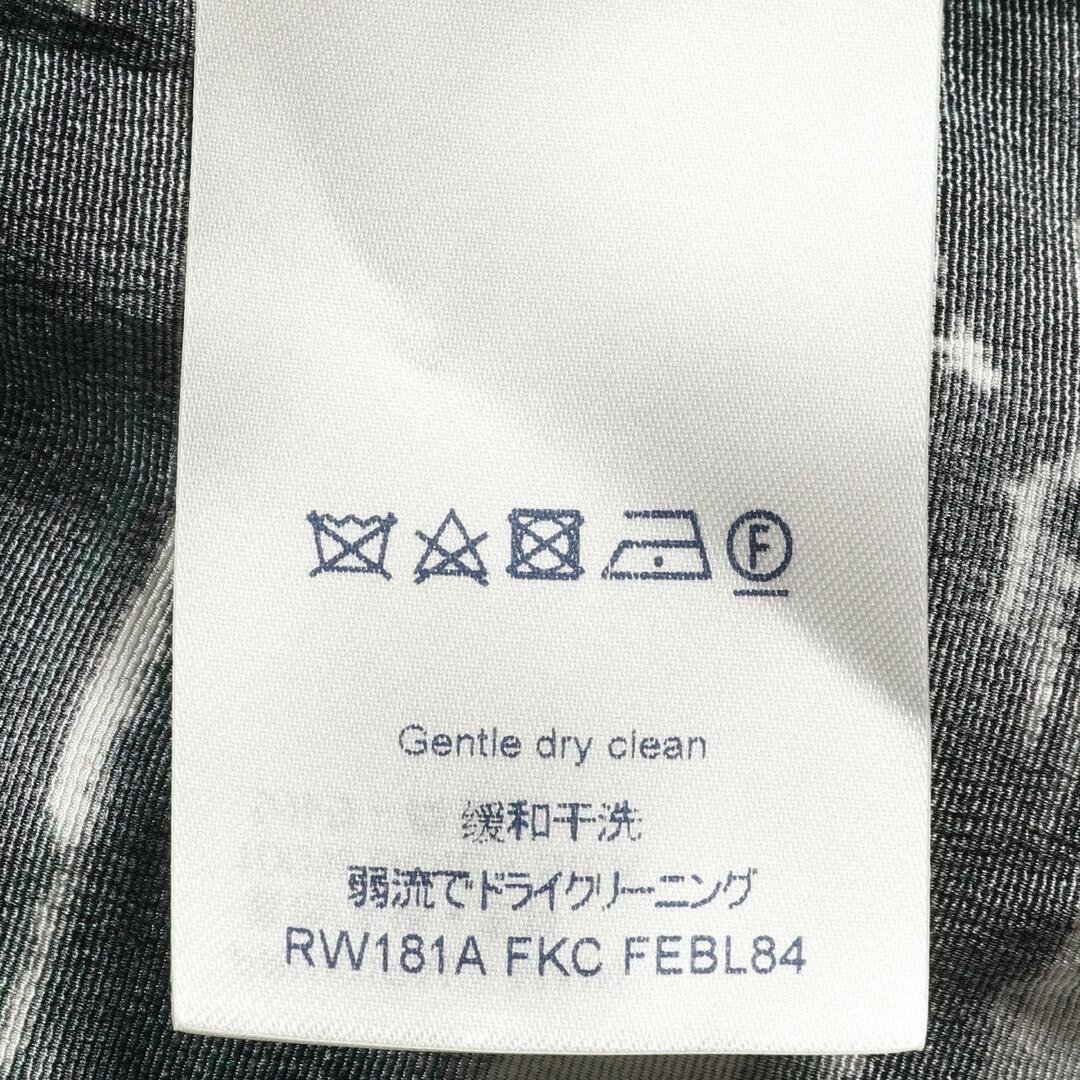 F
Gentle dry clean
缓和干洗
弱流でドライクリーニング
RW181A FKC FEBL84